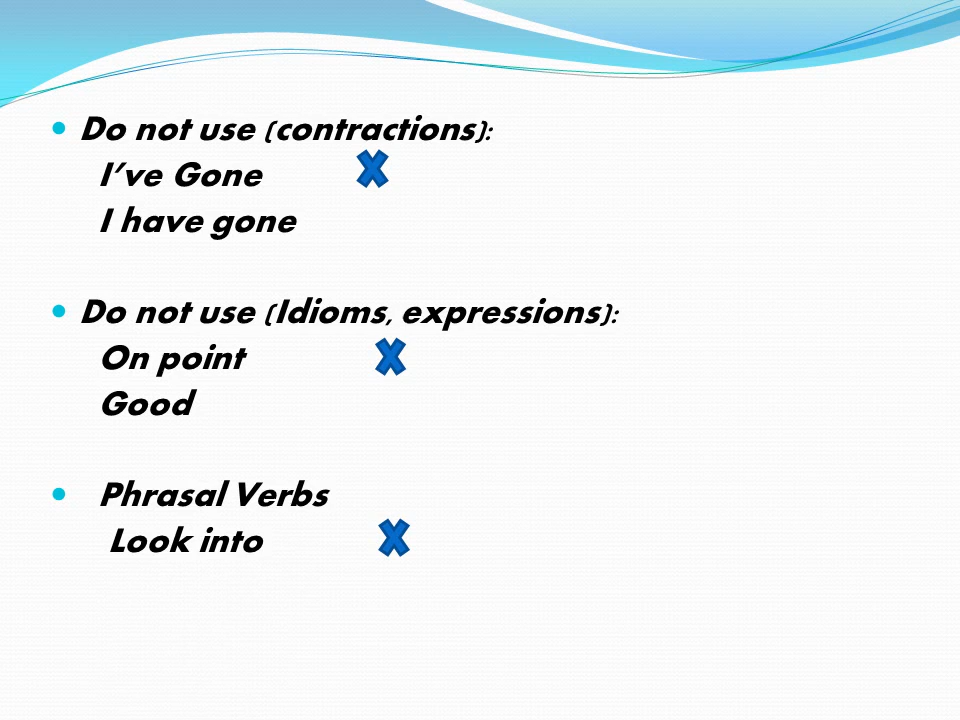 • Do not use (contractions):
I’ve Gone
I have gone
• Do not use (Idioms, expressions):
On point
Good
• Phrasal Verbs
Look into